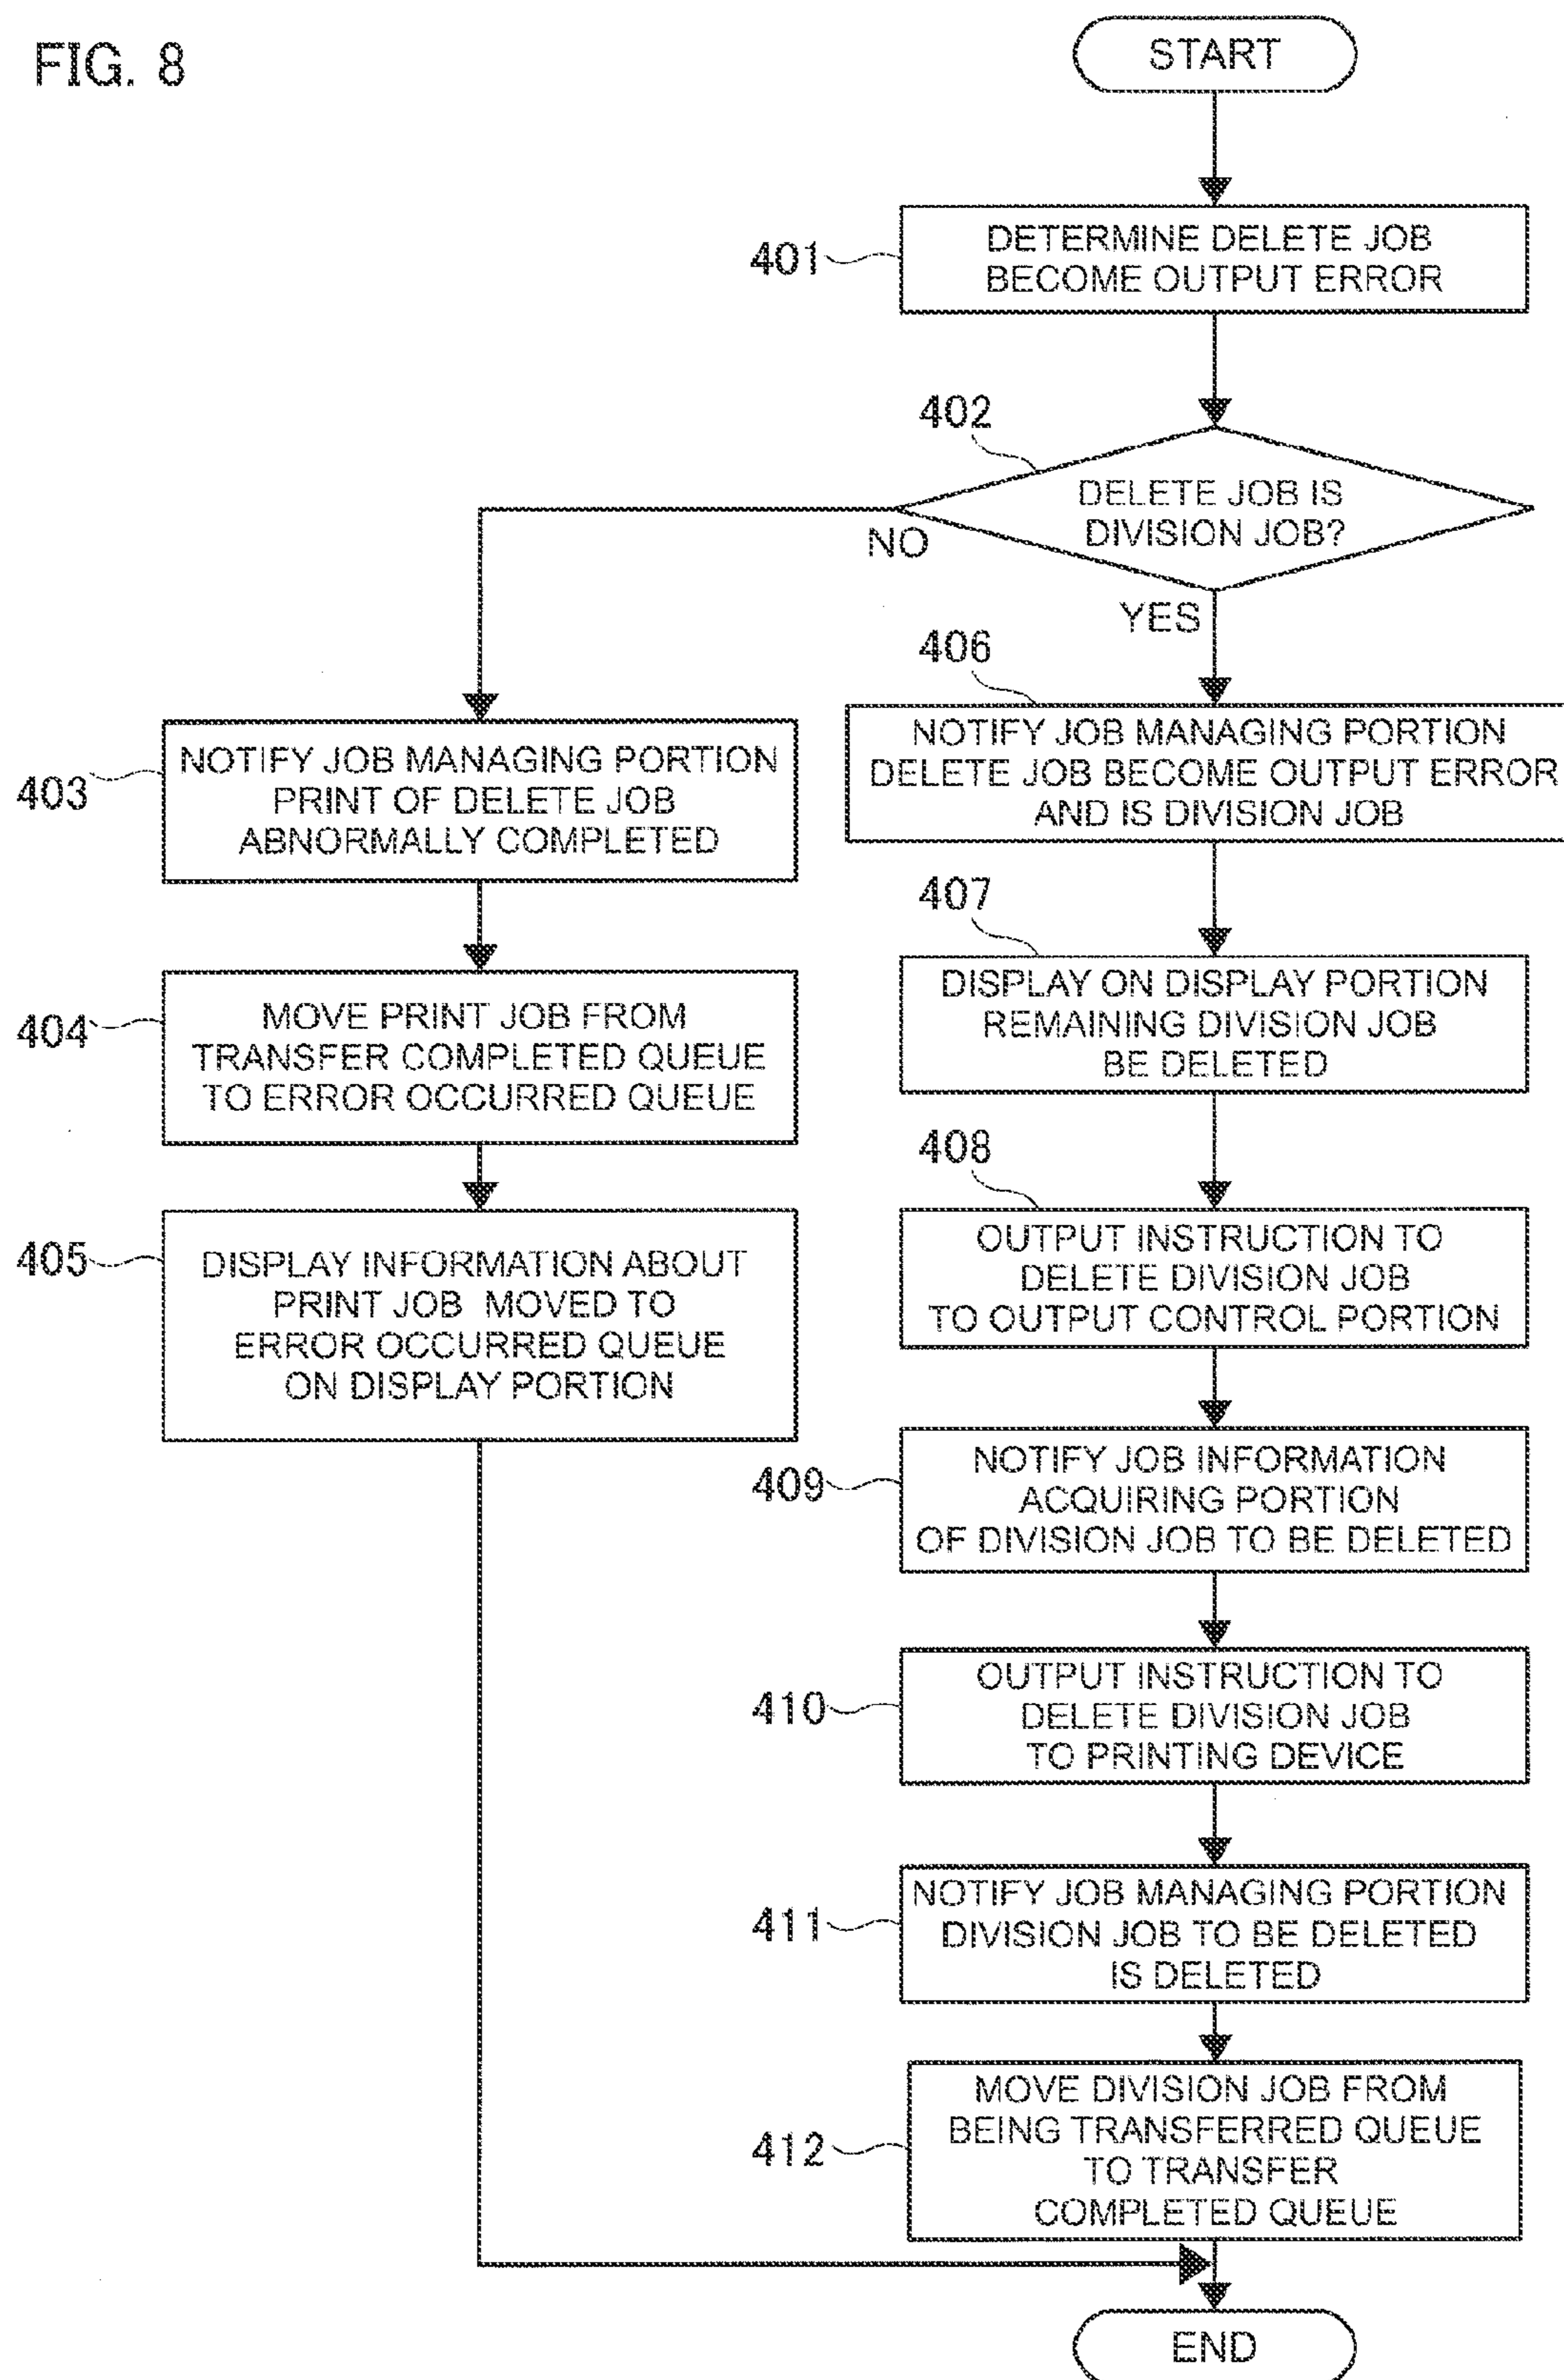 FIG. 8
START
401
DETERMINE DELETE JOB
BECOME OUTPUT ERROR
402
DELETE JOB IS
DIVISION JOB?
NO
YES
403
NOTIFY JOB MANAGING PORTION
PRINT OF DELETE JOB
ABNORMALLY COMPLETED
404
MOVE PRINT JOB FROM
TRANSFER COMPLETED QUEUE
TO ERROR OCCURRED QUEUE
405
DISPLAY INFORMATION ABOUT
PRINT JOB MOVED TO
ERROR OCCURRED QUEUE
ON DISPLAY PORTION
406
NOTIFY JOB MANAGING PORTION
DELETE JOB BECOME OUTPUT ERROR
AND IS DIVISION JOB
407
DISPLAY ON DISPLAY PORTION
REMAINING DIVISION JOB
BE DELETED
408
OUTPUT INSTRUCTION TO
DELETE DIVISION JOB
TO OUTPUT CONTROL PORTION
409
NOTIFY JOB INFORMATION
ACQUIRING PORTION
OF DIVISION JOB TO BE DELETED
410
OUTPUT INSTRUCTION TO
DELETE DIVISION JOB
TO PRINTING DEVICE
411
NOTIFY JOB MANAGING PORTION
DIVISION JOB TO BE DELETED
IS DELETED
412
MOVE DIVISION JOB FROM
BEING TRANSFERRED QUEUE
TO TRANSFER
COMPLETED QUEUE
END